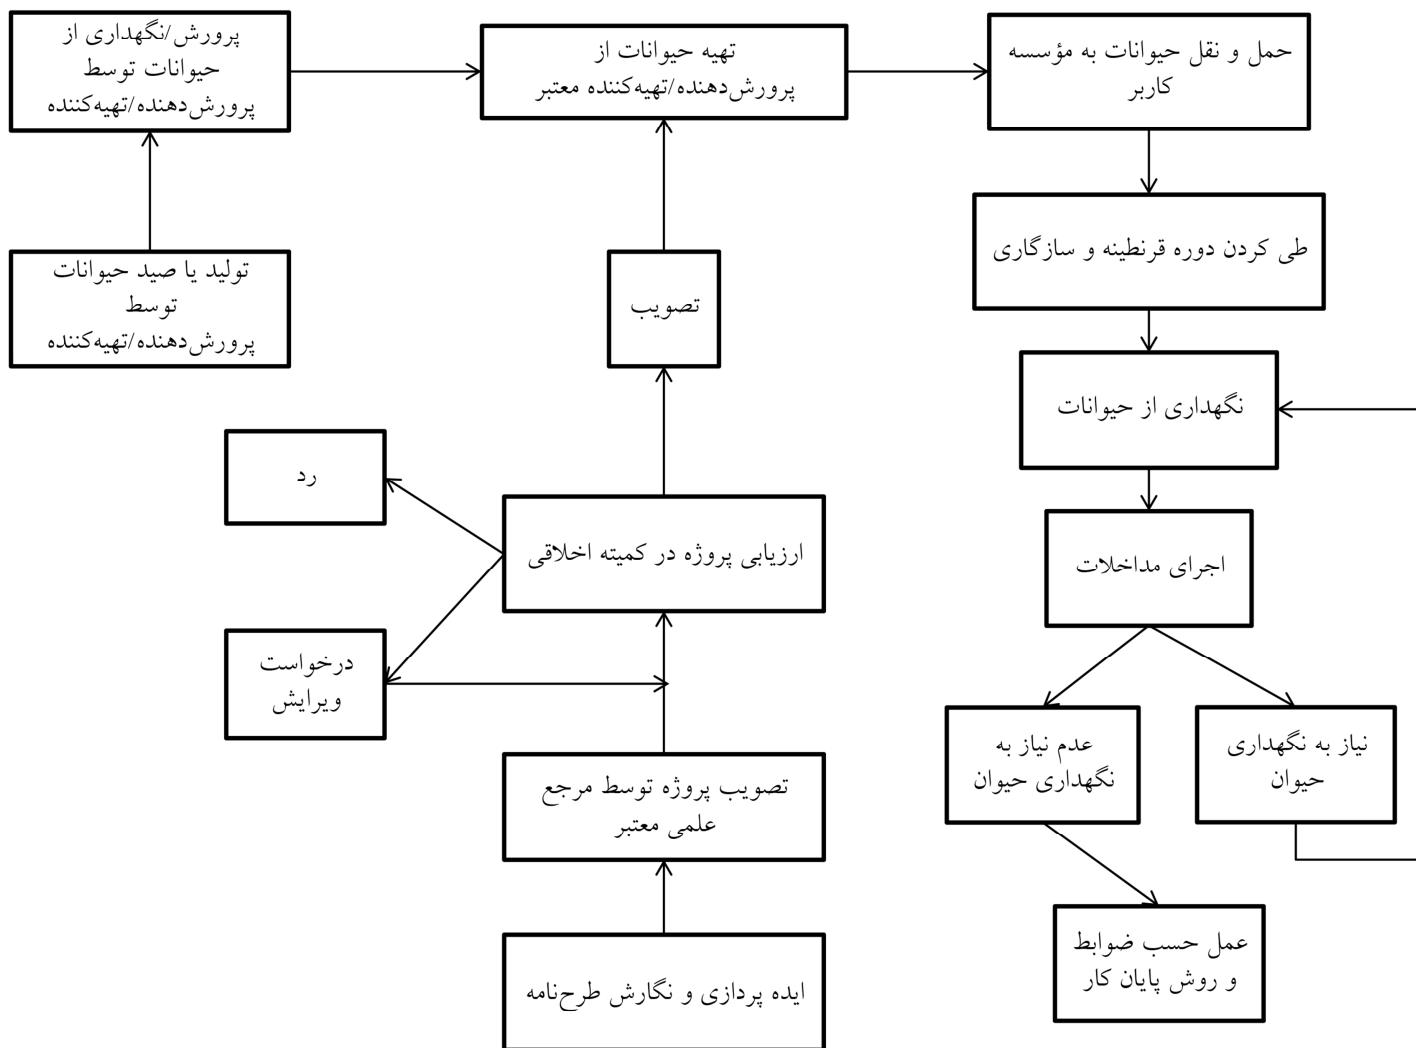 پرورش/نگهداری از
حیوانات توسط
پرورش‌دهنده/تهیه‌کننده
تهیه حیوانات از
پرورش‌دهنده/تهیه‌کننده معتبر
حمل و نقل حیوانات به مؤسسه
کاربر
تولید یا صید حیوانات
توسط
پرورش‌دهنده/تهیه‌کننده
تصویب
طی کردن دوره قرنطینه و سازگاری
نگهداری از حیوانات
رد
ارزیابی پروژه در کمیته اخلاقی
اجرای مداخلات
درخواست
ویرایش
تصویب پروژه توسط مرجع
علمی معتبر
عدم نیاز به
نگهداری حیوان
نیاز به نگهداری
حیوان
ایده پردازی و نگارش طرح‌نامه
عمل حسب ضوابط
و روش پایان کار